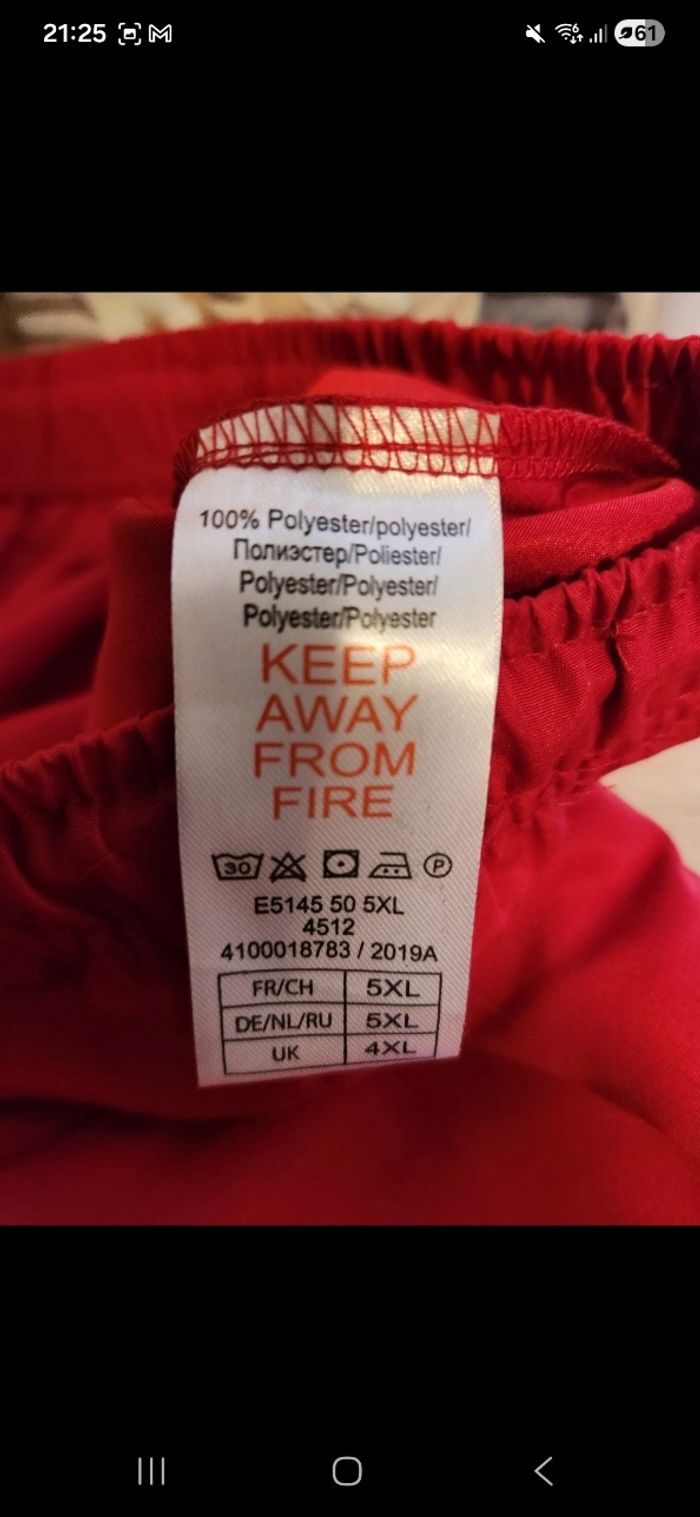 21:25
61
100% Polyester/polyester/
Полиэстер/Poliester/
Polyester/Polyester/
Polyester/Polyester
KEEP
AWAY
FROM
FIRE
30 P
E5145 50 5XL
4512
4100018783 / 2019A
FR/CH 5XL
DE/NL/RU 5XL
UK 4XL